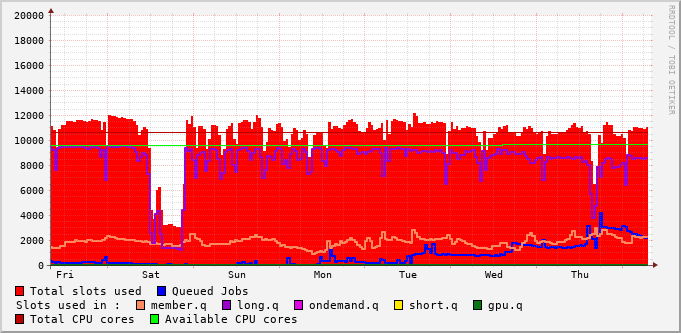 RRDTOOL / TOBI OETIKER
20000
18000
16000
14000
12000
10000
8000
6000
4000
2000
0
Fri Sat Sun Mon Tue Wed Thu
Total slots used Queued Jobs
Slots used in : member.q long.q ondemand.q short.q gpu.q
Total CPU cores Available CPU cores